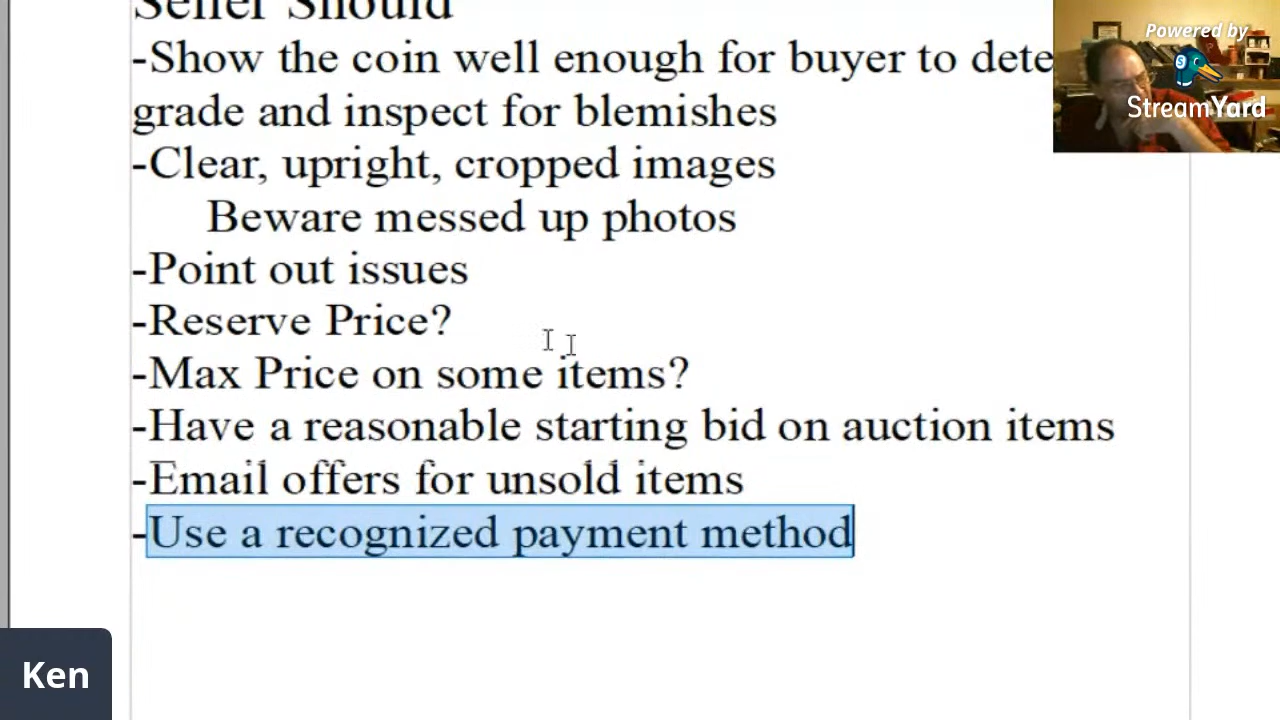 Seller Should
-Show the coin well enough for buyer to dete
grade and inspect for blemishes
-Clear, upright, cropped images
Beware messed up photos
-Point out issues
-Reserve Price?
-Max Price on some items?
-Have a reasonable starting bid on auction items
-Email offers for unsold items
-Use a recognized payment method
Powered by
StreamYard
Ken